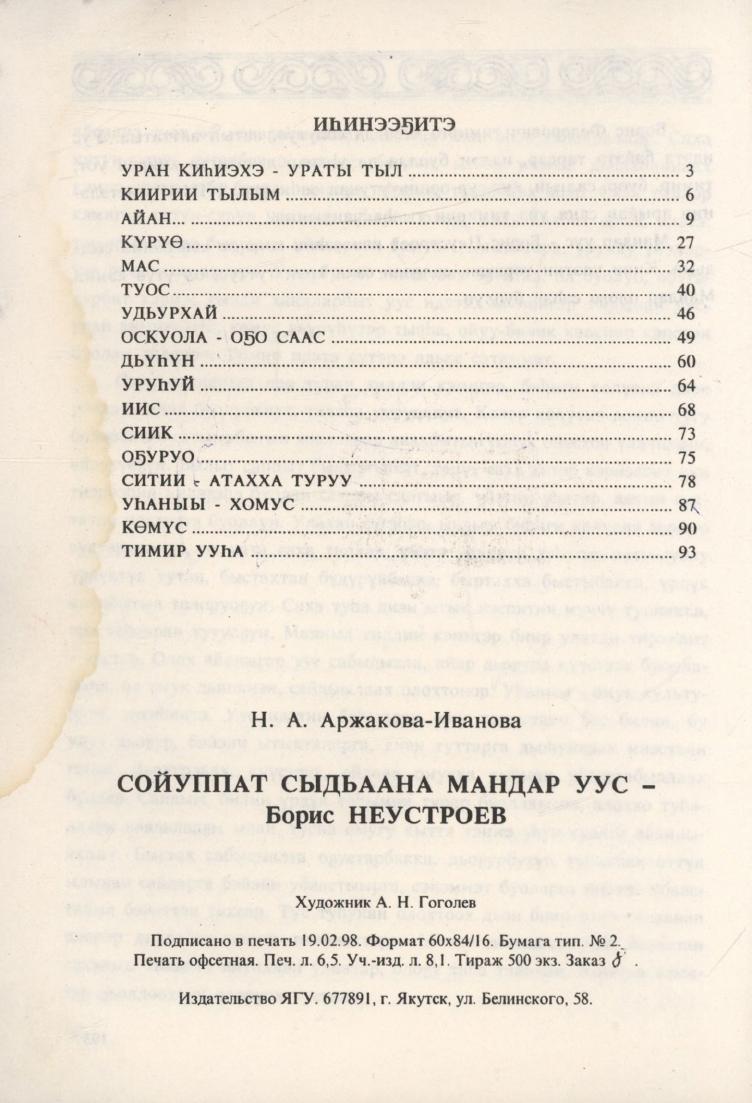 ИҺИНЭЭҔИТЭ
УРАН КИҺИЭХЭ - УРАТЫ ТЫЛ ........ 3
КИИРИИ ТЫЛЫМ ........ 6
АЙАН... ........ 9
КҮРҮӨ ........ 27
МАС ........ 32
ТУОС ........ 40
УДЬУРХАЙ ........ 46
ОСКУОЛА - ОҔО СААС ........ 49
ДЬҮҺҮН ........ 60
УРУҺУЙ ........ 64
ИИС ........ 68
СИИК ........ 73
ОҔУРУО ........ 75
СИТИИ - АТАХХА ТУРУУ ........ 78
УҺАНЫЫ - ХОМУС ........ 87
КӨМҮС ........ 90
ТИМИР УУҺА ........ 93
Н. А. Аржакова-Иванова
СОЙУППАТ СЫДЬААНА МАНДАР УУС –
Борис НЕУСТРОЕВ
Художник А. Н. Гоголев
Подписано в печать 19.02.98. Формат 60х84/16. Бумага тип. № 2.
Печать офсетная. Печ. л. 6,5. Уч.-изд. л. 8,1. Тираж 500 экз. Заказ .
Издательство ЯГУ. 677891, г. Якутск, ул. Белинского, 58.